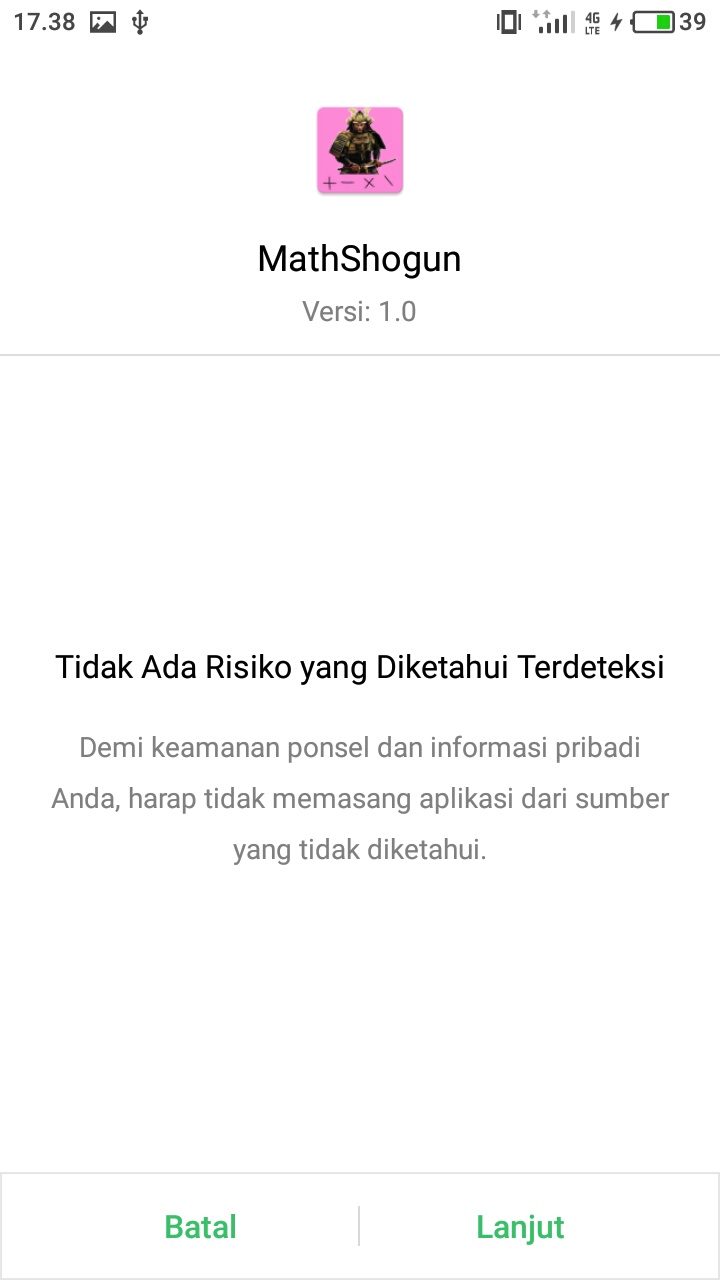 17.38 4G LTE 39
+ − × \
MathShogun
Versi: 1.0
Tidak Ada Risiko yang Diketahui Terdeteksi
Demi keamanan ponsel dan informasi pribadi
Anda, harap tidak memasang aplikasi dari sumber
yang tidak diketahui.
Batal Lanjut